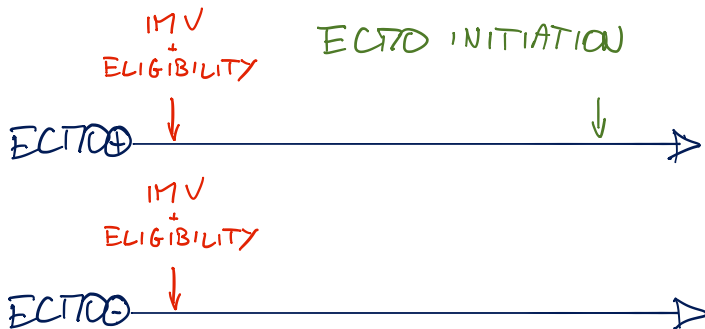 IMV
+
ELIGIBILITY
ECMO INITIATION
ECMO+
IMV
+
ELIGIBILITY
ECMO-